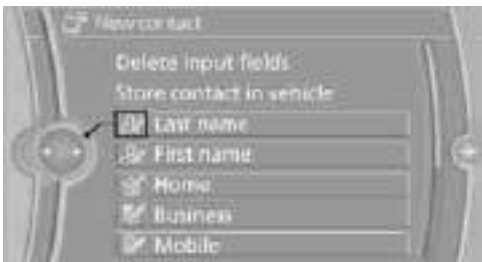 New contact
Delete input fields
Store contact in vehicle
Last name
First name
Home
Business
Mobile